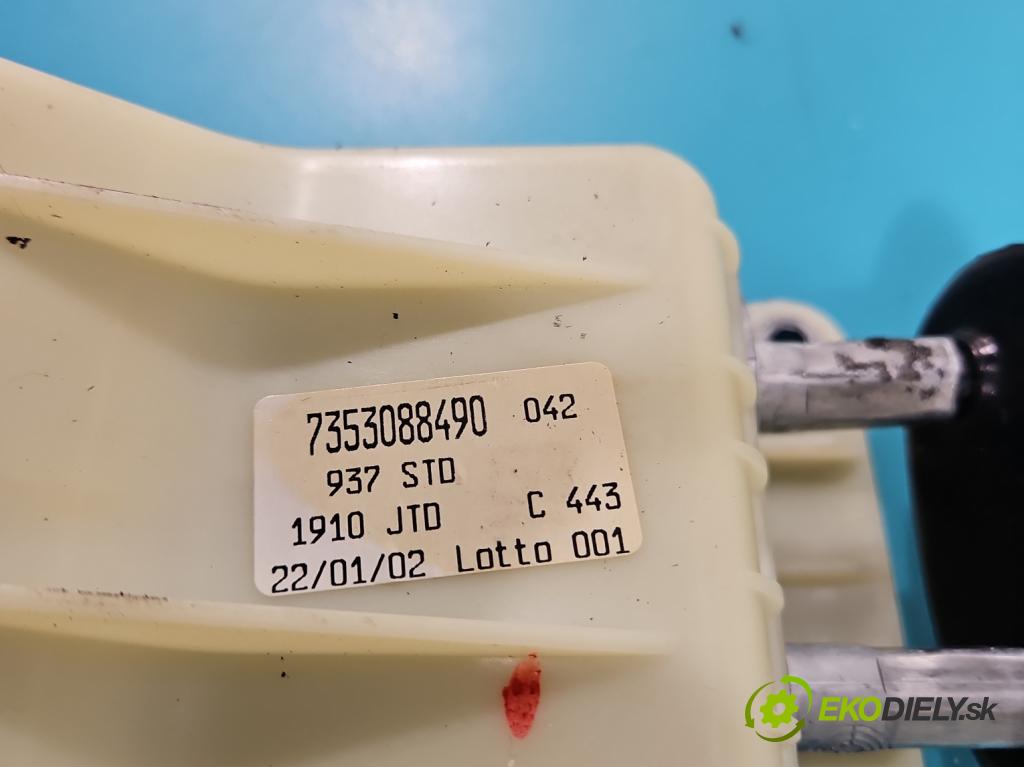 7353088490 042
937 STD
1910 JTD C 443
22/01/02 Lotto 001
EKODIELY.sk